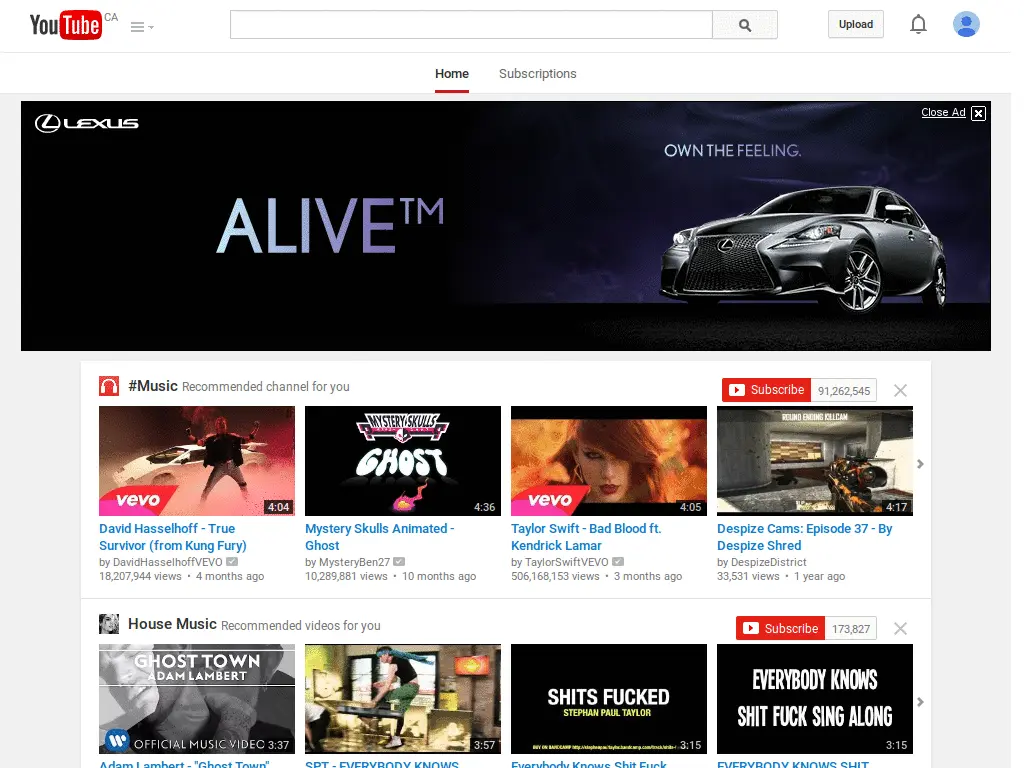 YouTube CA
Upload
Home Subscriptions
LEXUS
Close Ad X
OWN THE FEELING.
ALIVE™
#Music Recommended channel for you
Subscribe 91,262,545
MYSTERY SKULLS
GHOST
ROUND ENDING KILLCAM
vevo 4:04
4:36
vevo 4:05
4:17
David Hasselhoff - True
Survivor (from Kung Fury)
by DavidHasselhoffVEVO
18,207,944 views • 4 months ago
Mystery Skulls Animated -
Ghost
by MysteryBen27
10,289,881 views • 10 months ago
Taylor Swift - Bad Blood ft.
Kendrick Lamar
by TaylorSwiftVEVO
506,168,153 views • 3 months ago
Despize Cams: Episode 37 - By
Despize Shred
by DespizeDistrict
33,531 views • 1 year ago
House Music Recommended videos for you
Subscribe 173,827
GHOST TOWN
ADAM LAMBERT
OFFICIAL MUSIC VIDEO 3:37
3:57
SHITS FUCKED
STEPHAN PAUL TAYLOR
3:15
EVERYBODY KNOWS
SHIT FUCK SING ALONG
3:15
Adam Lambert - "Ghost Town"
SPT - EVERYBODY KNOWS
Everybody Knows Shit Fuck
EVERYBODY KNOWS SHIT